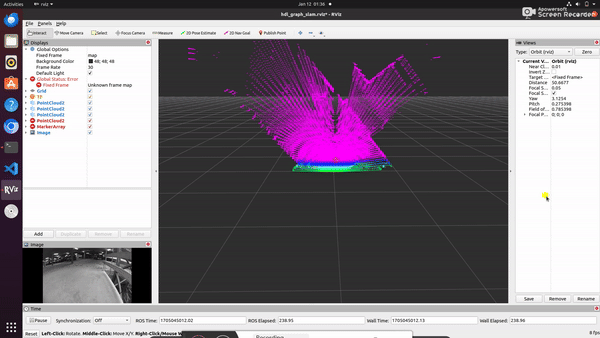 Activities
rviz
Jan 12 01:36
Apowersoft
Screen Recorder
hdl_graph_slam.rviz* - RViz
File Panels Help
Interact Move Camera Select Focus Camera Measure 2D Pose Estimate 2D Nav Goal Publish Point
Displays
Global Options
Fixed Frame map
Background Color 48; 48; 48
Frame Rate 30
Default Light
Global Status: Error
Fixed Frame Unknown frame map
Grid
TF
PointCloud2
PointCloud2
PointCloud2
PointCloud2
MarkerArray
Image
Add Duplicate Remove Rename
Image
Views
Type: Orbit (rviz) Zero
Current V... Orbit (rviz)
Near Cl... 0.01
Invert Z...
Target ... <Fixed Frame>
Distance 50.6677
Focal S... 0.05
Focal S...
Yaw 3.1254
Pitch 0.275398
Field of... 0.785398
Focal P... 0; 0; 0
Save Remove Rename
Time
Pause Synchronization: Off ROS Time: 1705045012.02 ROS Elapsed: 238.95 Wall Time: 1705045012.13 Wall Elapsed: 238.96
Reset Left-Click: Rotate. Middle-Click: Move X/Y. Right-Click/Mouse W
8 fps
Recording